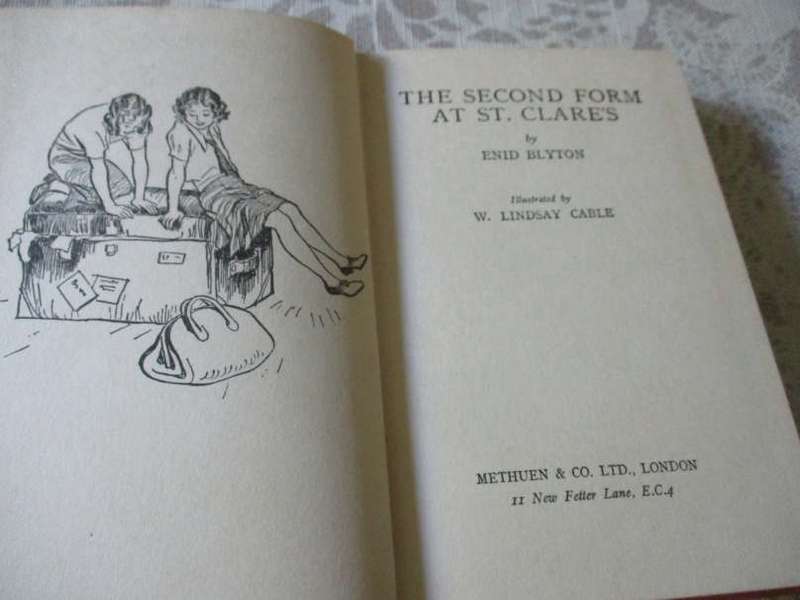 THE SECOND FORM
AT ST. CLARE'S
by
ENID BLYTON
Illustrated by
W. LINDSAY CABLE
METHUEN & CO. LTD., LONDON
11 New Fetter Lane, E.C.4